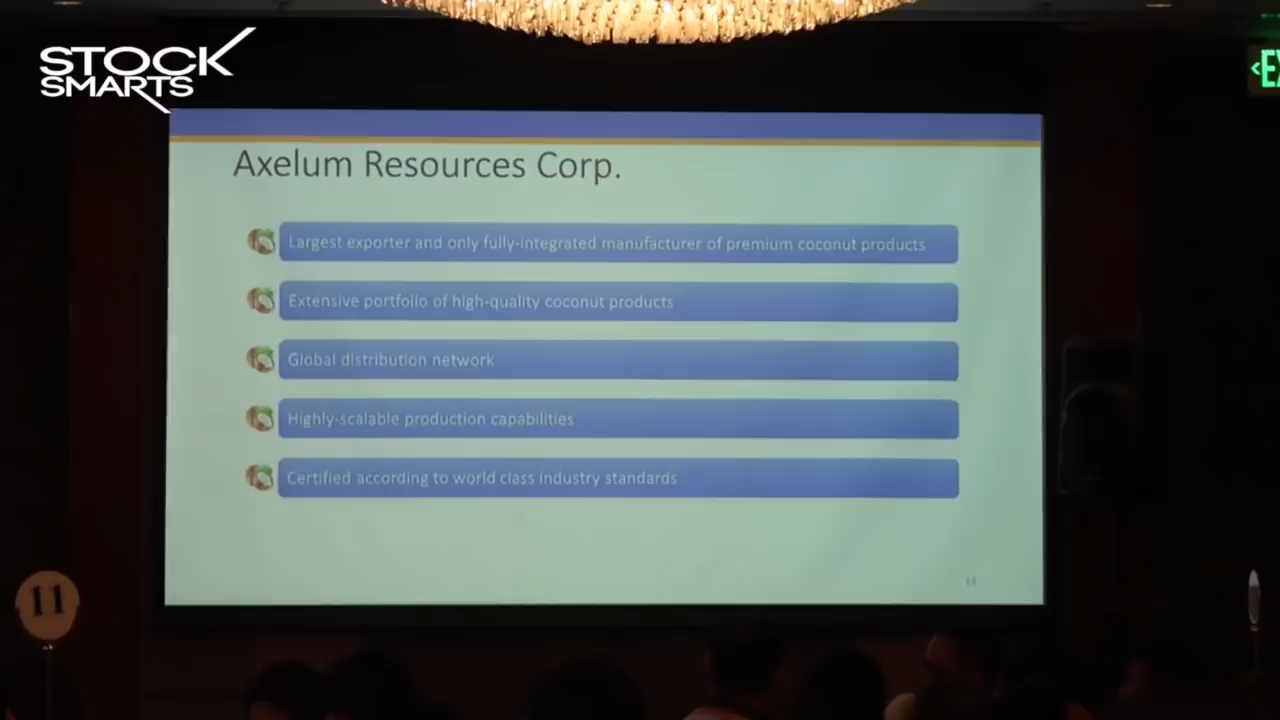 STOCK
SMARTS
<EX
Axelum Resources Corp.
Largest exporter and only fully-integrated manufacturer of premium coconut products
Extensive portfolio of high-quality coconut products
Global distribution network
Highly-scalable production capabilities
Certified according to world class industry standards
11